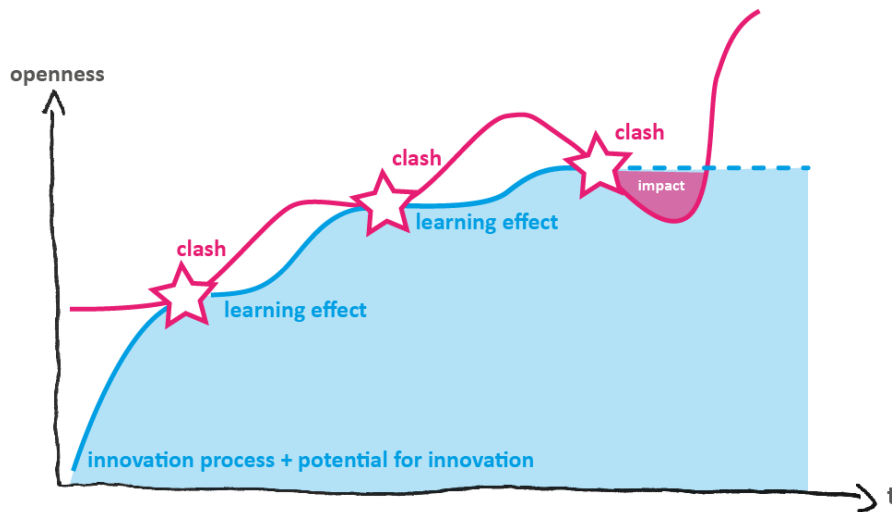 openness
clash
clash
clash
impact
learning effect
learning effect
innovation process + potential for innovation
t